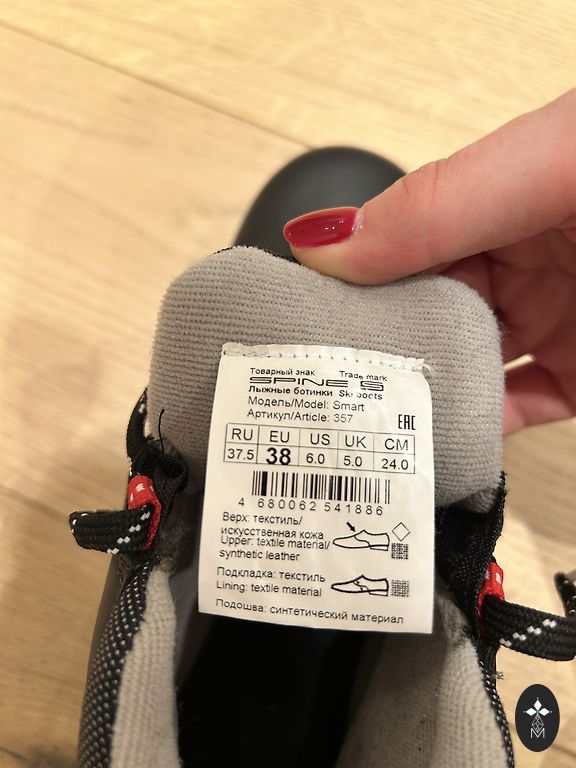 Товарный знак Trade mark
SPINE
Лыжные ботинки Ski boots
Модель/Model: Smart
Артикул/Article: 357
EAC
RU EU US UK CM
37.5 38 6.0 5.0 24.0
4 680062 541886
Верх: текстиль/
искусственная кожа
Upper: textile material/
synthetic leather
Подкладка: текстиль
Lining: textile material
Подошва: синтетический материал
M